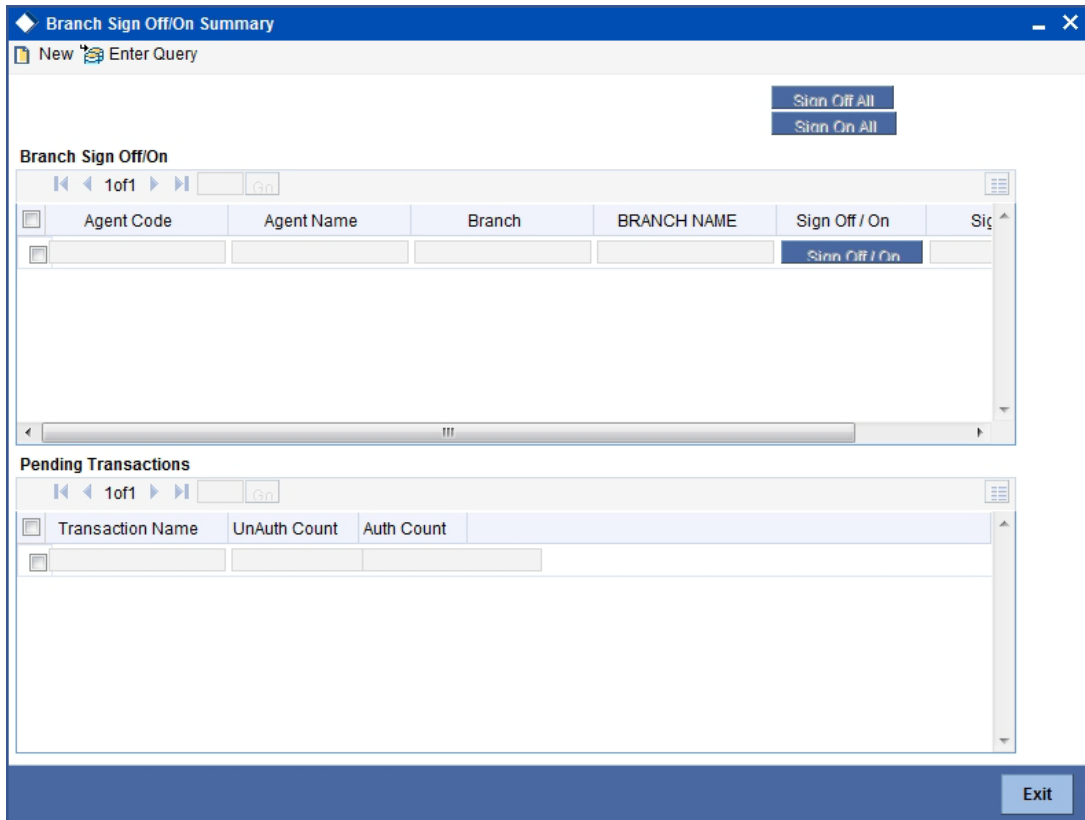 Branch Sign Off/On Summary
New Enter Query
Sign Off All
Sign On All
Branch Sign Off/On
1of1 Go
Agent Code Agent Name Branch BRANCH NAME Sign Off / On Sig
Sign Off / On
Pending Transactions
1of1 Go
Transaction Name UnAuth Count Auth Count
Exit